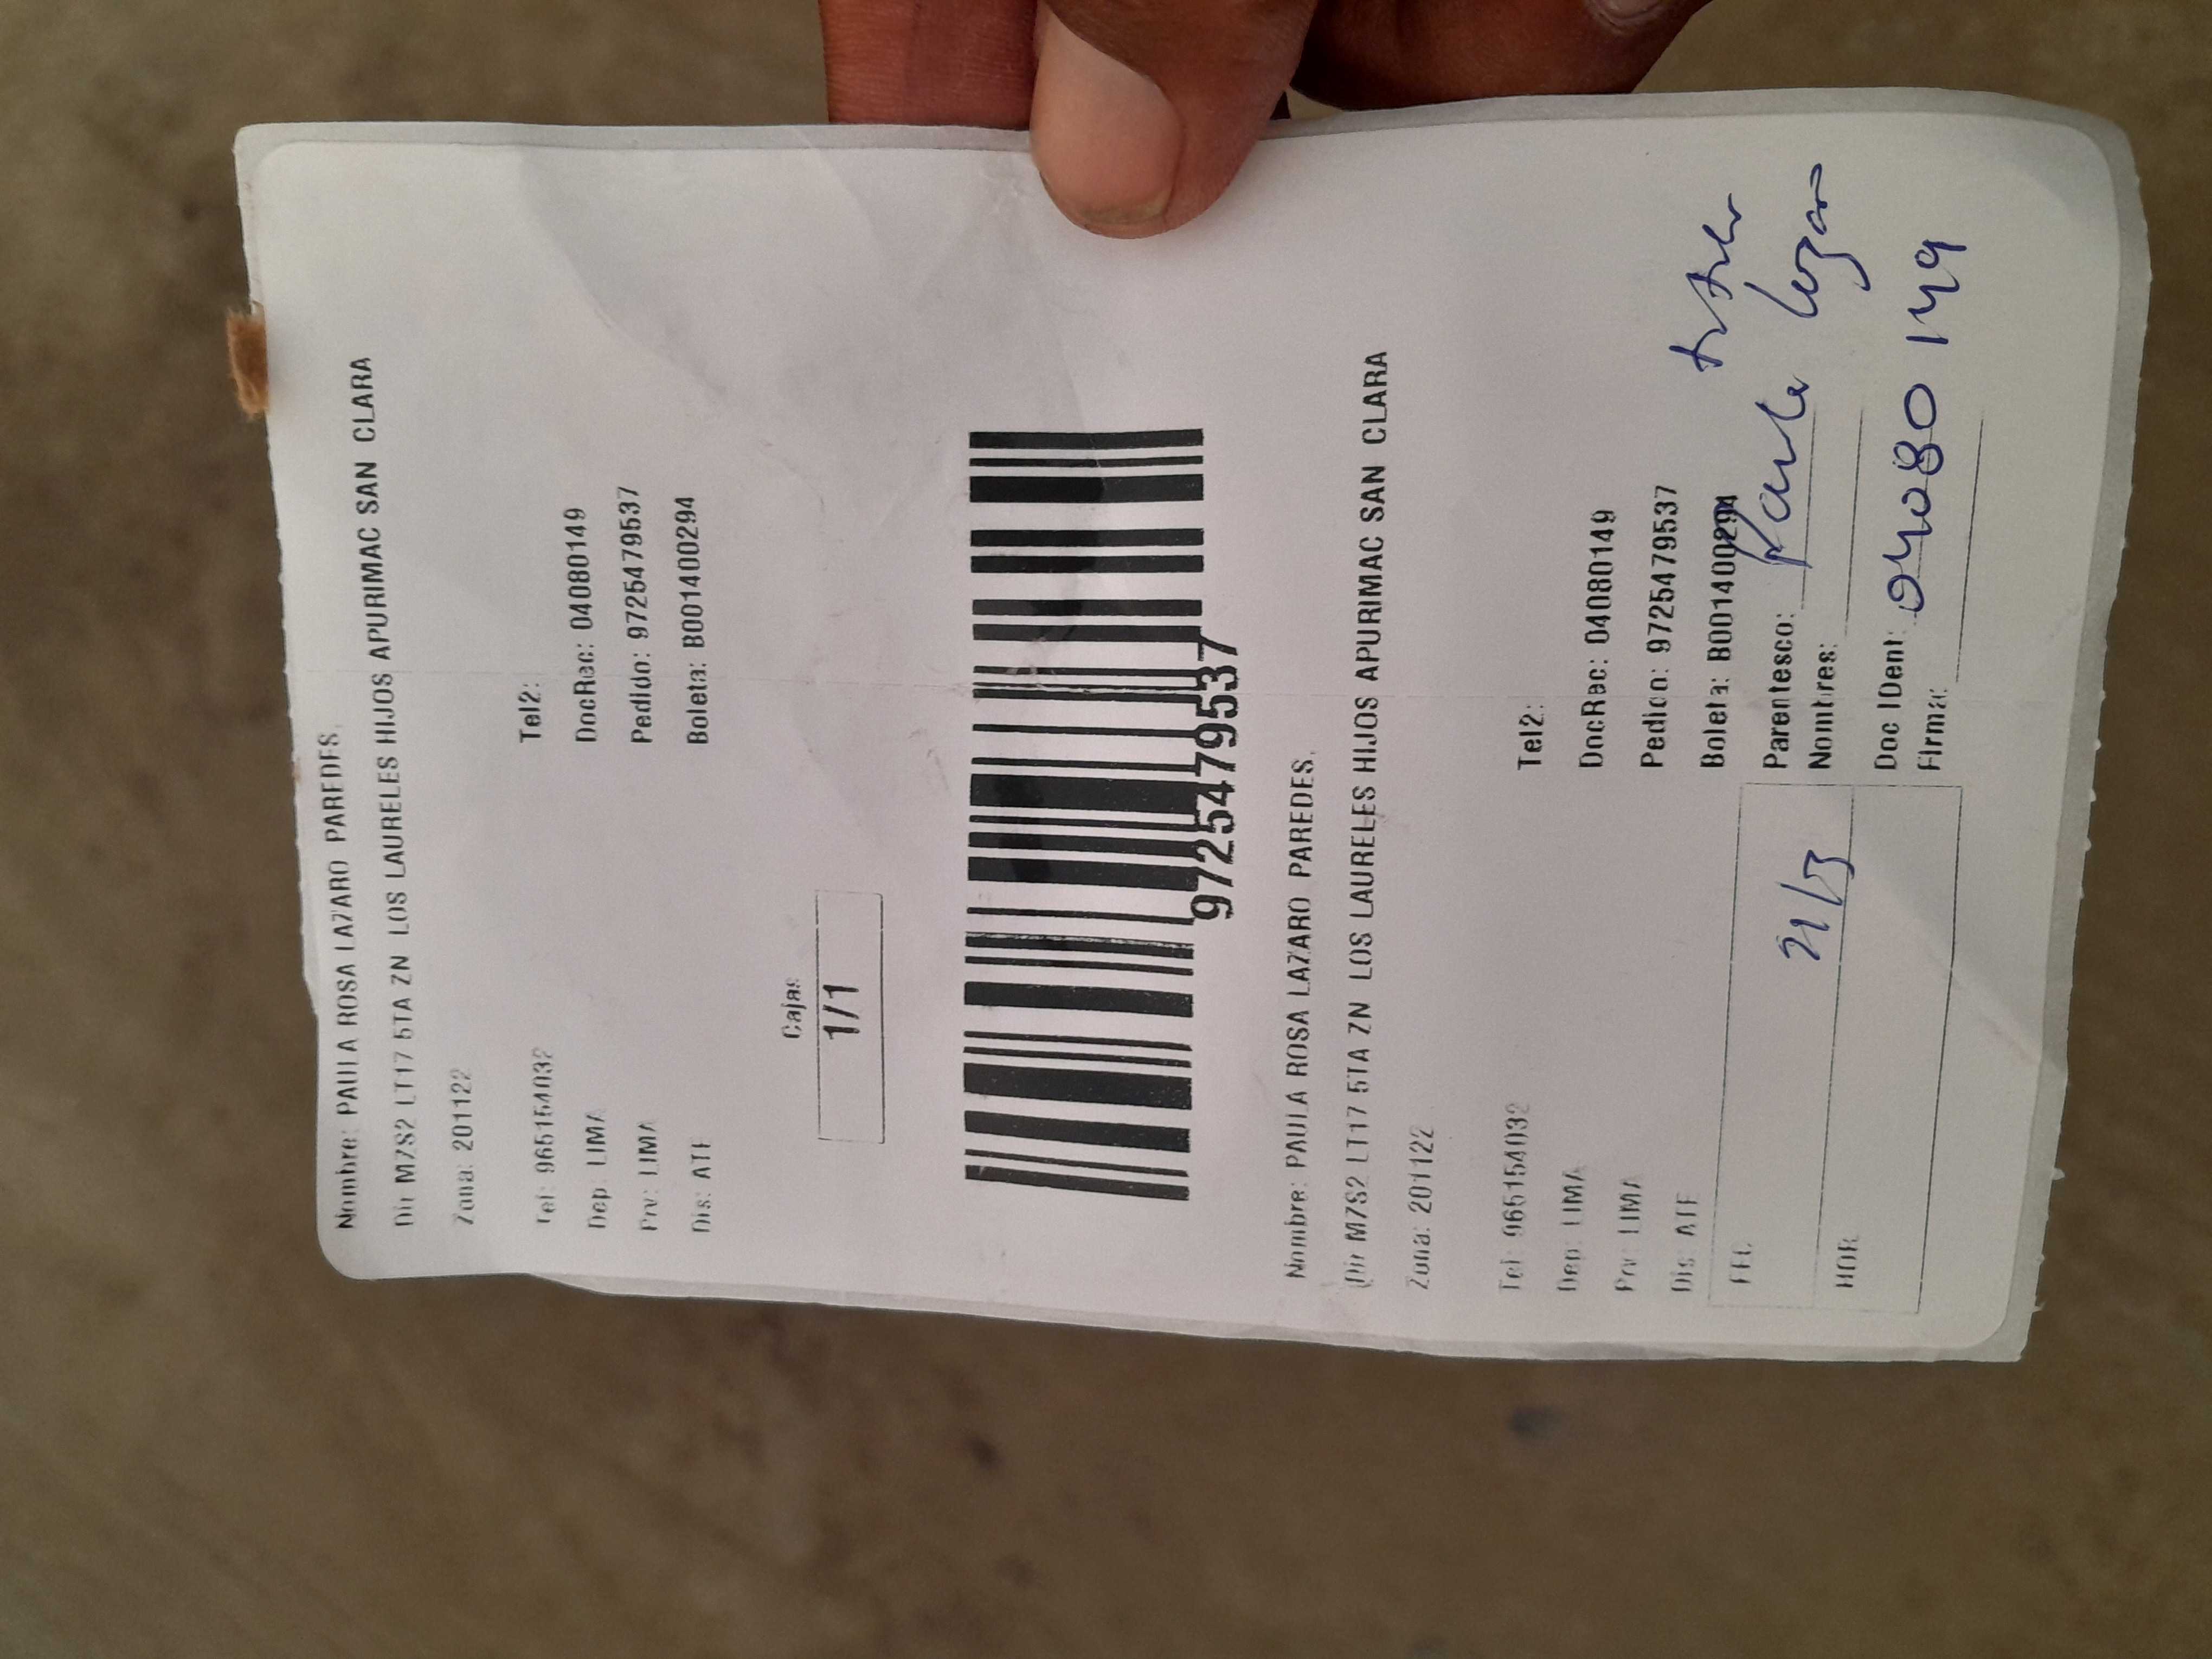 Nombre: PAULA ROSA LAZARO PAREDES.
Dir M7S2 LT17 5TA ZN LOS LAURELES HIJOS APURIMAC SAN CLARA
Zona: 201122
Tel: 965154032 Tel2:
Dep: LIMA DocRec: 04080149
Prv: LIMA Pedido: 9725479537
Dis: ATE Boleta: B001400294
Cajas
1/1
9725479537
Nombre: PAULA ROSA LAZARO PAREDES.
Dir M7S2 LT17 5TA ZN LOS LAURELES HIJOS APURIMAC SAN CLARA
Zona: 201122
Tel: 965154032 Tel2:
Dep: LIMA DocRec: 04080149
Prv: LIMA Pedido: 9725479537
Dis: ATE Boleta: B001400294
FEC Parentesco: Paula
HOR Nombres:
Doc IDent: 04080149
Firma: